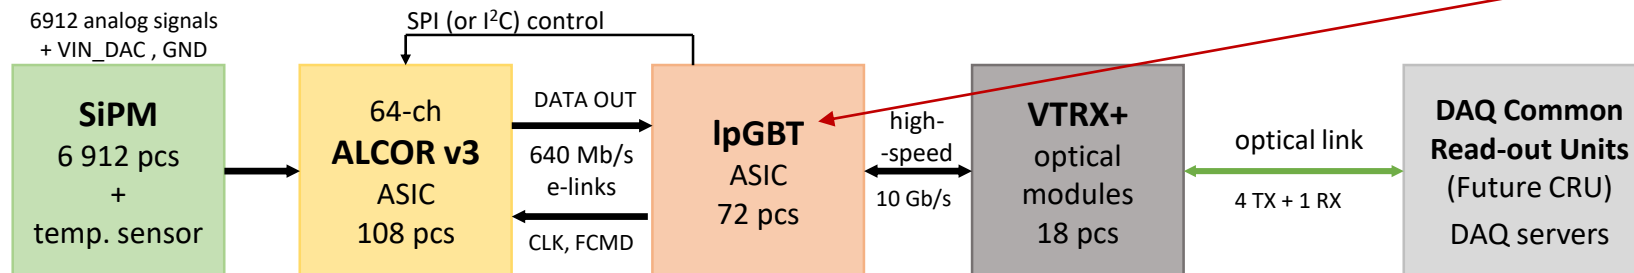 6912 analog signals
+ VIN_DAC , GND
SiPM
6 912 pcs
+
temp. sensor
SPI (or I²C) control
64-ch
ALCOR v3
ASIC
108 pcs
DATA OUT
640 Mb/s
e-links
CLK, FCMD
lpGBT
ASIC
72 pcs
high-
-speed
10 Gb/s
VTRX+
optical
modules
18 pcs
optical link
4 TX + 1 RX
DAQ Common
Read-out Units
(Future CRU)
DAQ servers